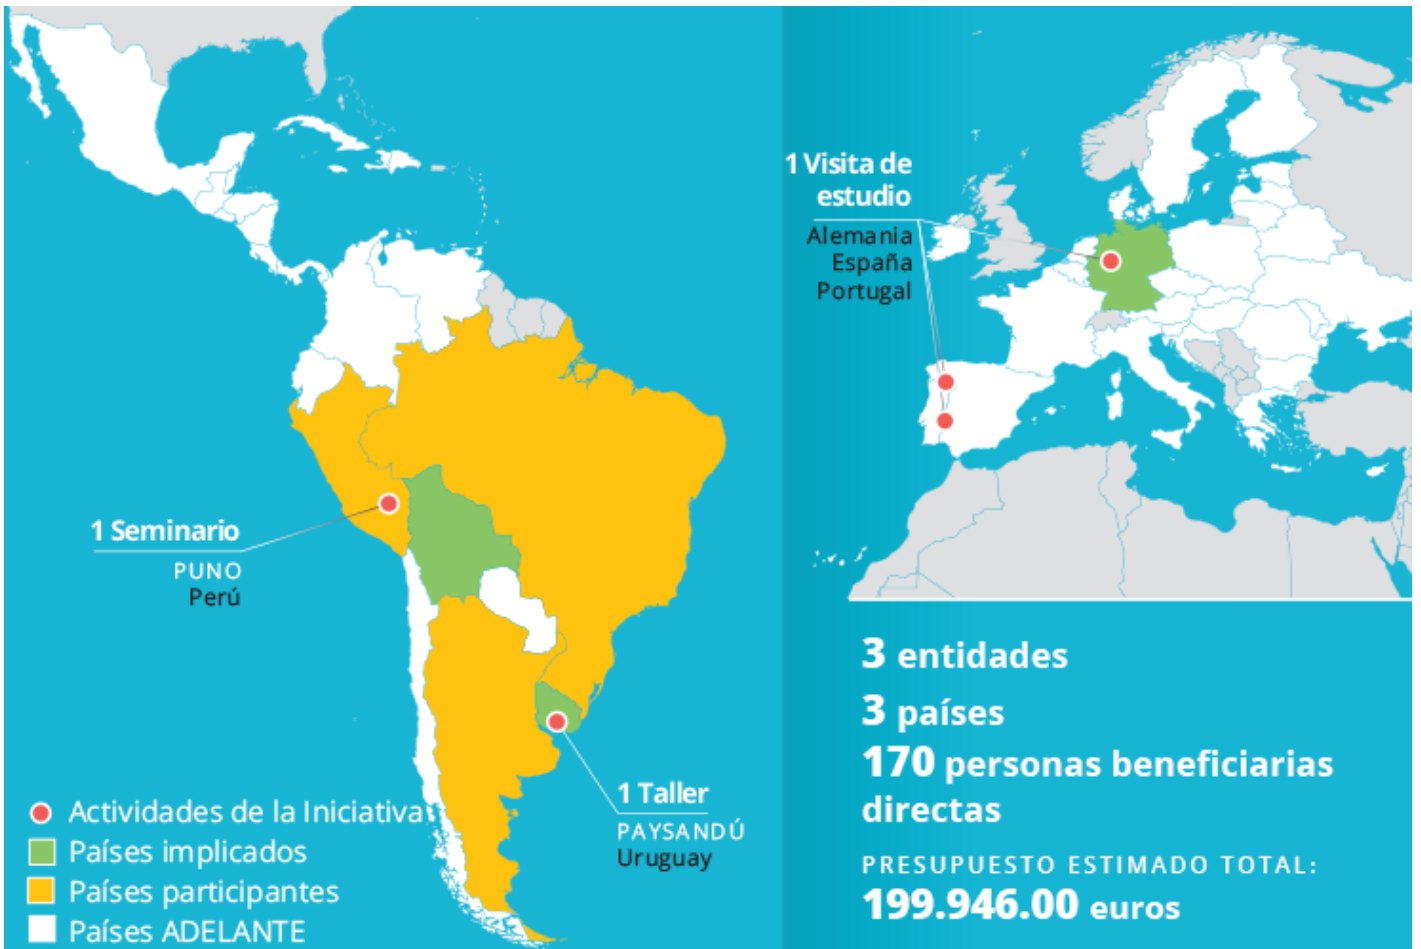 1 Visita de
estudio
Alemania
España
Portugal
1 Seminario
PUNO
Perú
1 Taller
PAYSANDÚ
Uruguay
Actividades de la Iniciativa
Países implicados
Países participantes
Países ADELANTE
3 entidades
3 países
170 personas beneficiarias
directas
PRESUPUESTO ESTIMADO TOTAL:
199.946.00 euros